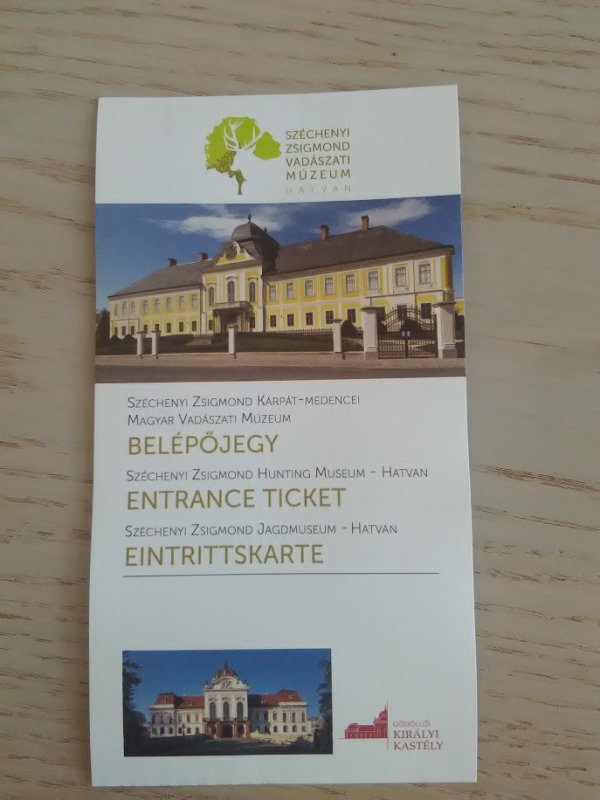 SZÉCHENYI
ZSIGMOND
VADÁSZATI
MÚZEUM
HATVAN
SZÉCHENYI ZSIGMOND KÁRPÁT-MEDENCEI
MAGYAR VADÁSZATI MÚZEUM
BELÉPŐJEGY
SZÉCHENYI ZSIGMOND HUNTING MUSEUM - HATVAN
ENTRANCE TICKET
SZÉCHENYI ZSIGMOND JAGDMUSEUM - HATVAN
EINTRITTSKARTE
GÖDÖLLŐI
KIRÁLYI
KASTÉLY